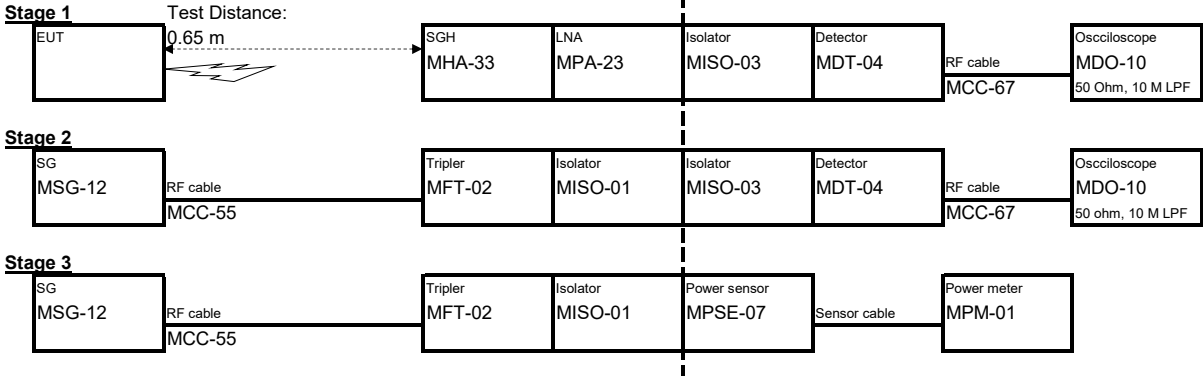 Stage 1
Test Distance:
0.65 m
EUT
SGH
MHA-33
LNA
MPA-23
Isolator
MISO-03
Detector
MDT-04
RF cable
MCC-67
Oscciloscope
MDO-10
50 Ohm, 10 M LPF
Stage 2
SG
MSG-12
RF cable
MCC-55
Tripler
MFT-02
Isolator
MISO-01
Isolator
MISO-03
Detector
MDT-04
RF cable
MCC-67
Oscciloscope
MDO-10
50 ohm, 10 M LPF
Stage 3
SG
MSG-12
RF cable
MCC-55
Tripler
MFT-02
Isolator
MISO-01
Power sensor
MPSE-07
Sensor cable
Power meter
MPM-01